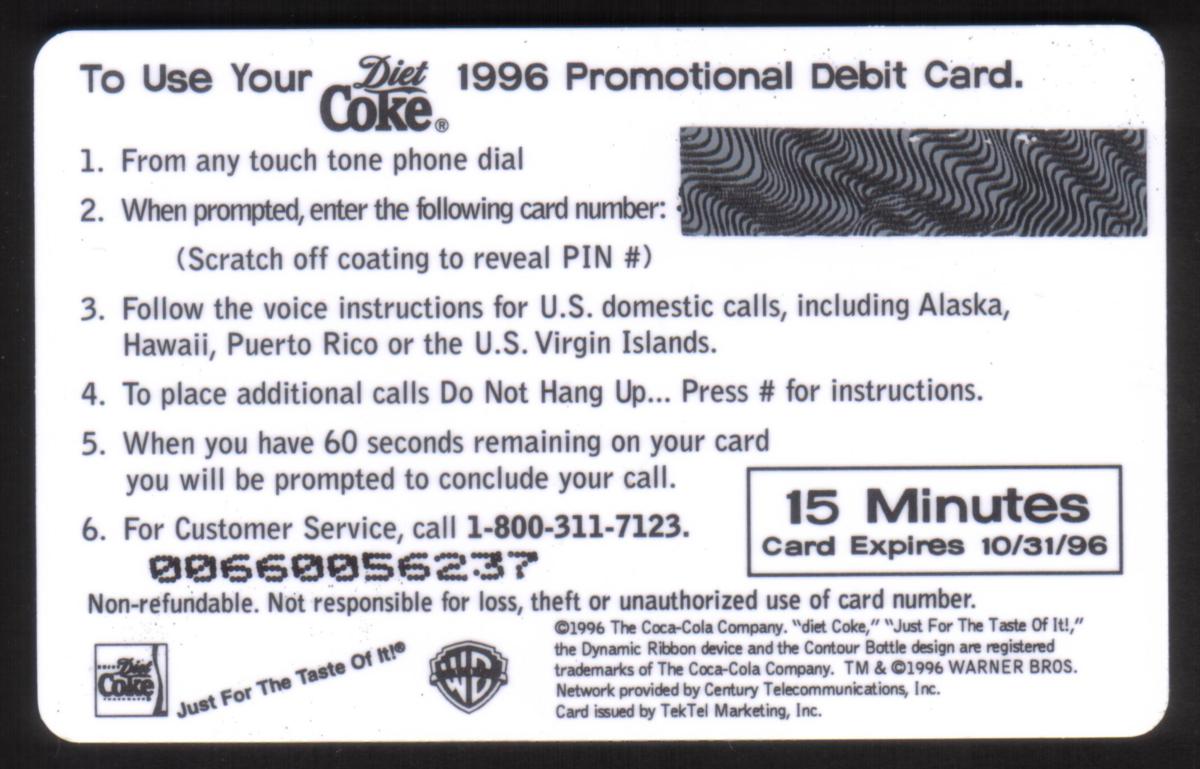 To Use Your Diet Coke® 1996 Promotional Debit Card.
1. From any touch tone phone dial
2. When prompted, enter the following card number:
(Scratch off coating to reveal PIN #)
3. Follow the voice instructions for U.S. domestic calls, including Alaska,
Hawaii, Puerto Rico or the U.S. Virgin Islands.
4. To place additional calls Do Not Hang Up... Press # for instructions.
5. When you have 60 seconds remaining on your card
you will be prompted to conclude your call.
6. For Customer Service, call 1-800-311-7123.
15 Minutes
Card Expires 10/31/96
00660056237
Non-refundable. Not responsible for loss, theft or unauthorized use of card number.
Diet
Coke
Just For The Taste Of It!®
WB
©1996 The Coca-Cola Company. "diet Coke," "Just For The Taste Of It!,"
the Dynamic Ribbon device and the Contour Bottle design are registered
trademarks of The Coca-Cola Company. TM & ©1996 WARNER BROS.
Network provided by Century Telecommunications, Inc.
Card issued by TekTel Marketing, Inc.